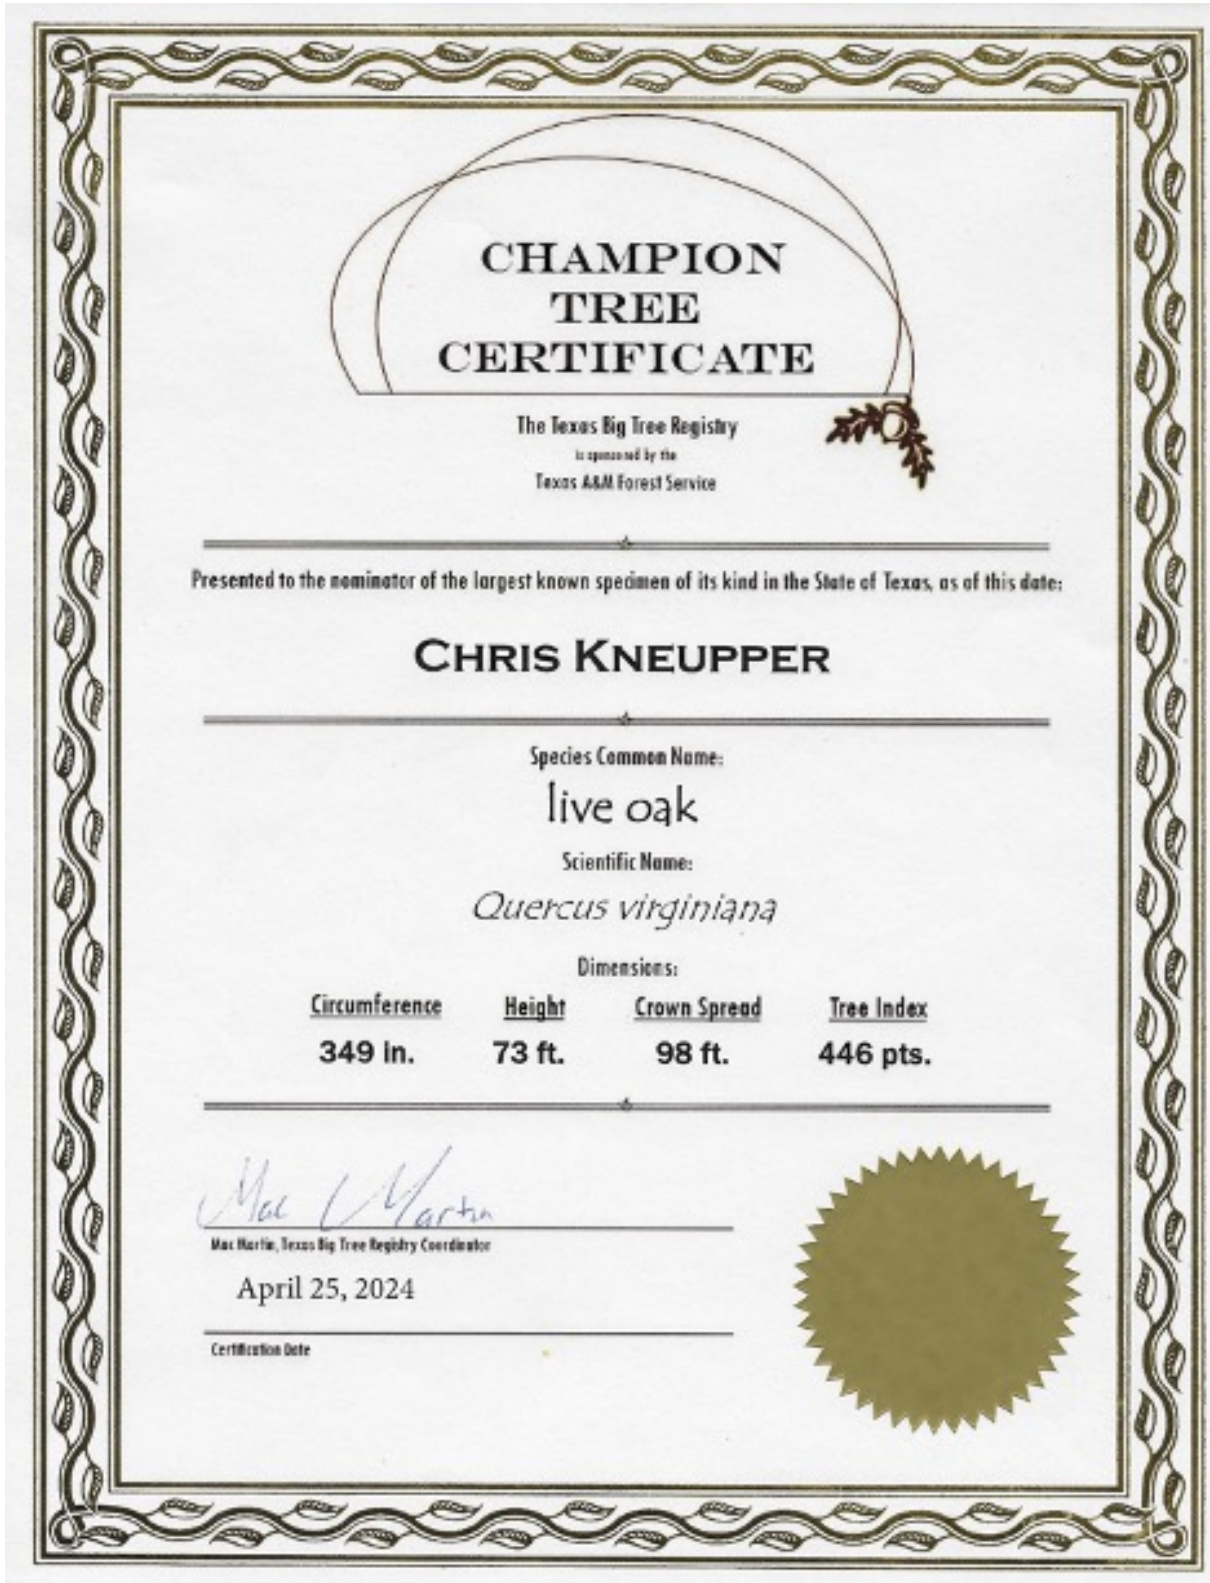 CHAMPION
TREE
CERTIFICATE
The Texas Big Tree Registry
is sponsored by the
Texas A&M Forest Service
Presented to the nominator of the largest known specimen of its kind in the State of Texas, as of this date:
CHRIS KNEUPPER
Species Common Name:
live oak
Scientific Name:
Quercus virginiana
Dimensions:
Circumference Height Crown Spread Tree Index
349 in. 73 ft. 98 ft. 446 pts.
Mac Martin
Mac Martin, Texas Big Tree Registry Coordinator
April 25, 2024
Certification Date